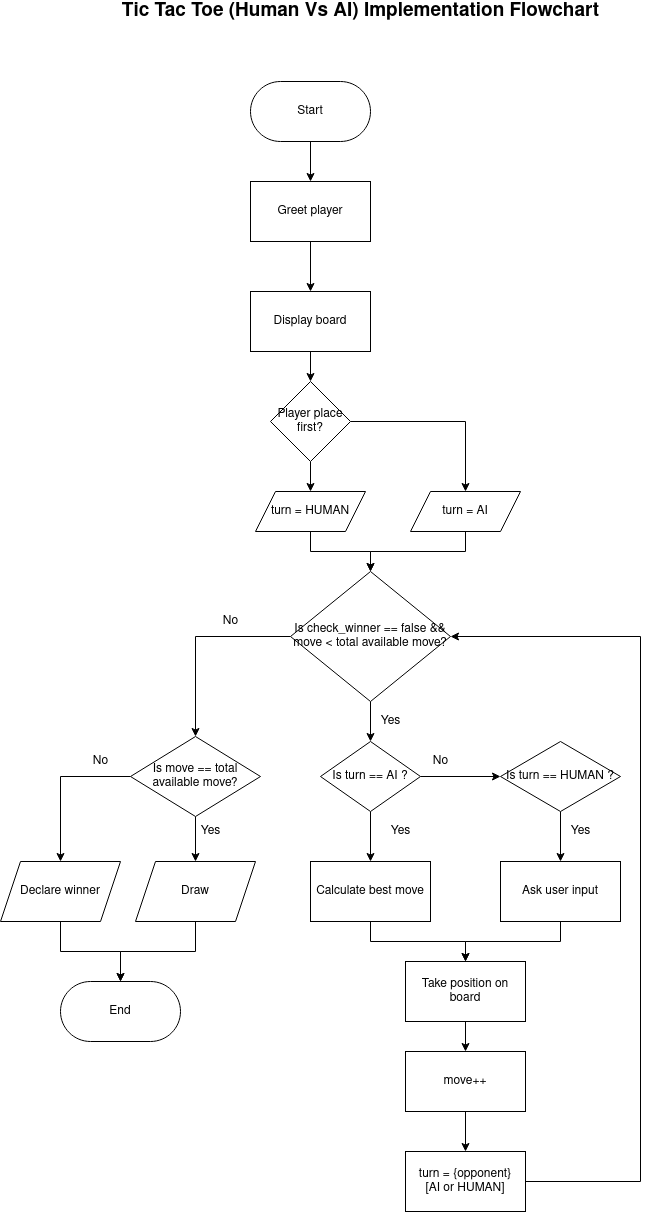 Tic Tac Toe (Human Vs AI) Implementation Flowchart
Start
Greet player
Display board
Player place
first?
turn = HUMAN
turn = AI
Is check_winner == false &&
move < total available move?
No
Yes
Is move == total
available move?
No
Yes
Is turn == AI ?
No
Yes
Is turn == HUMAN ?
Yes
Declare winner
Draw
Calculate best move
Ask user input
End
Take position on
board
move++
turn = {opponent}
[AI or HUMAN]